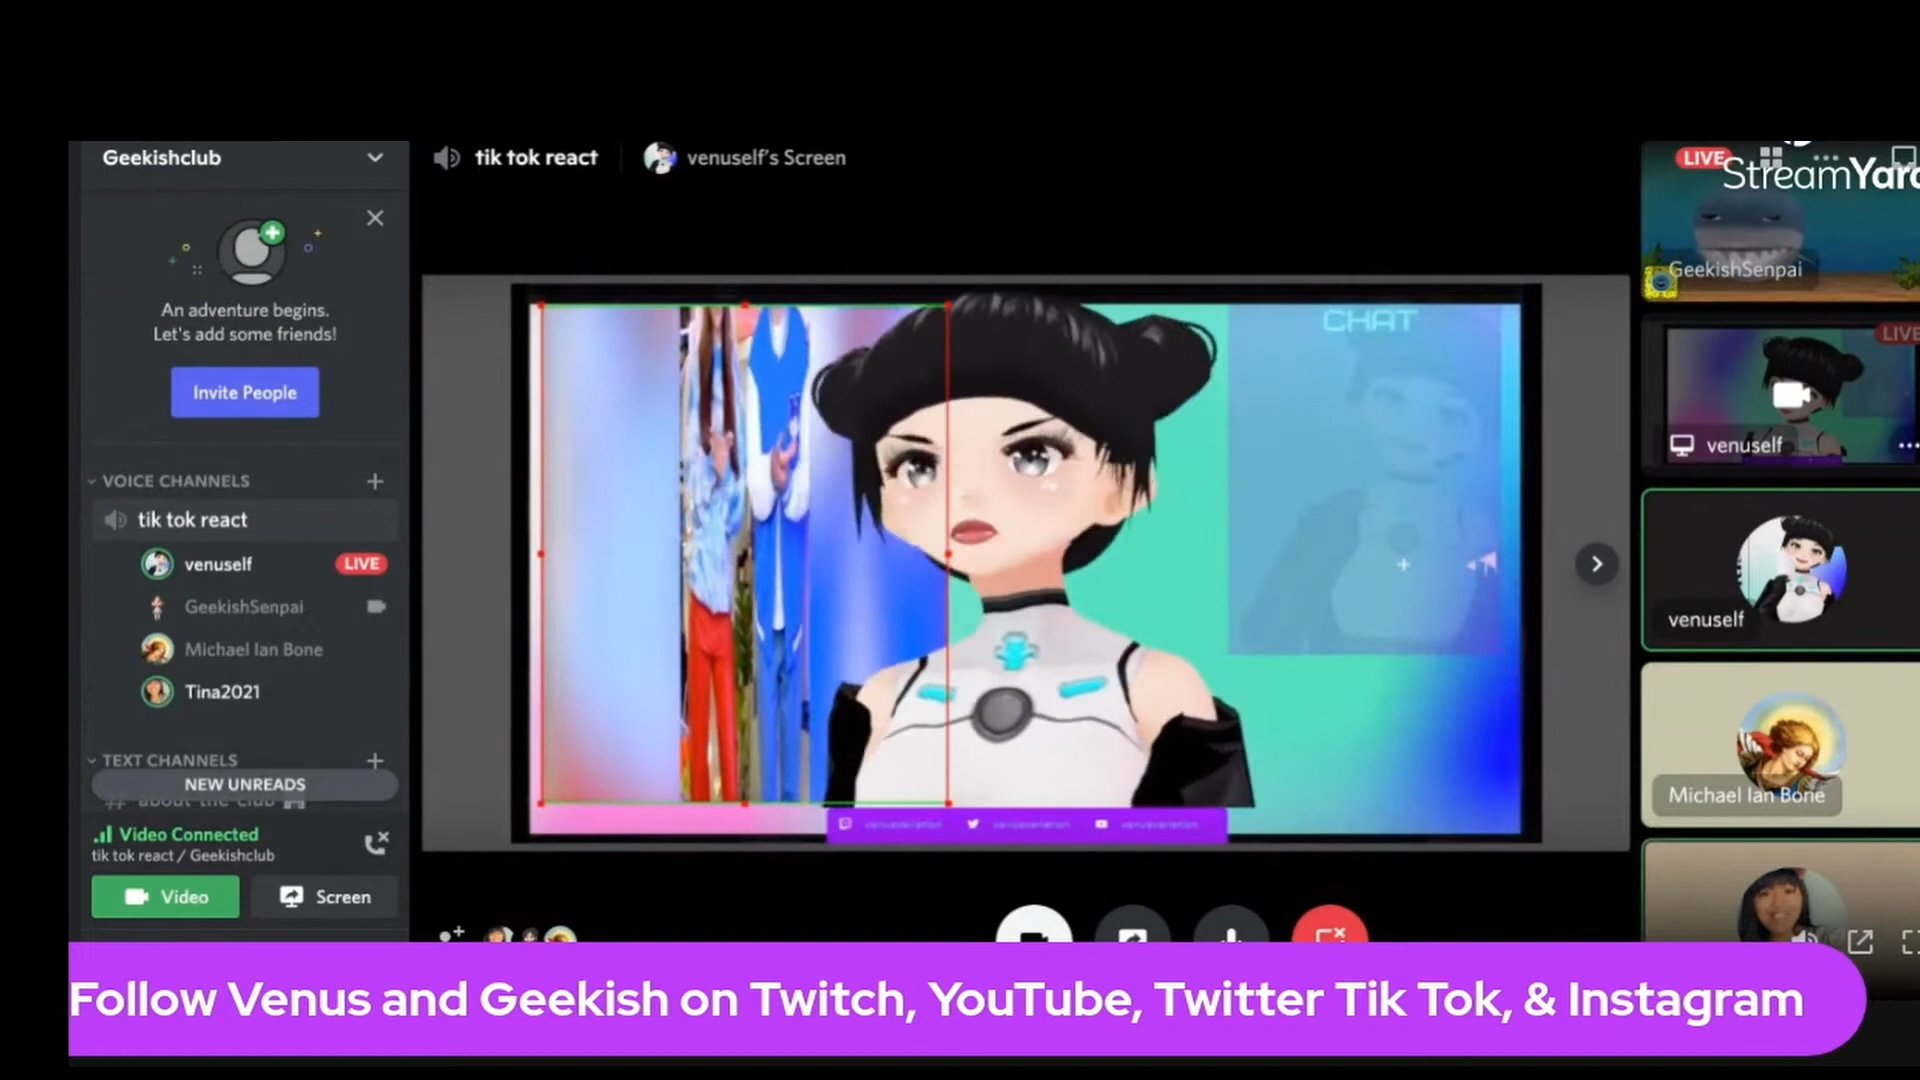 Geekishclub
tik tok react
venuself's Screen
LIVE
StreamYard
GeekishSenpai
An adventure begins.
Let's add some friends!
Invite People
CHAT
LIVE
venuself
VOICE CHANNELS
tik tok react
venuself
LIVE
GeekishSenpai
Michael Ian Bone
Tina2021
venuself
TEXT CHANNELS
NEW UNREADS
about-the-club
Michael Ian Bone
Video Connected
tik tok react / Geekishclub
Video
Screen
Follow Venus and Geekish on Twitch, YouTube, Twitter Tik Tok, & Instagram